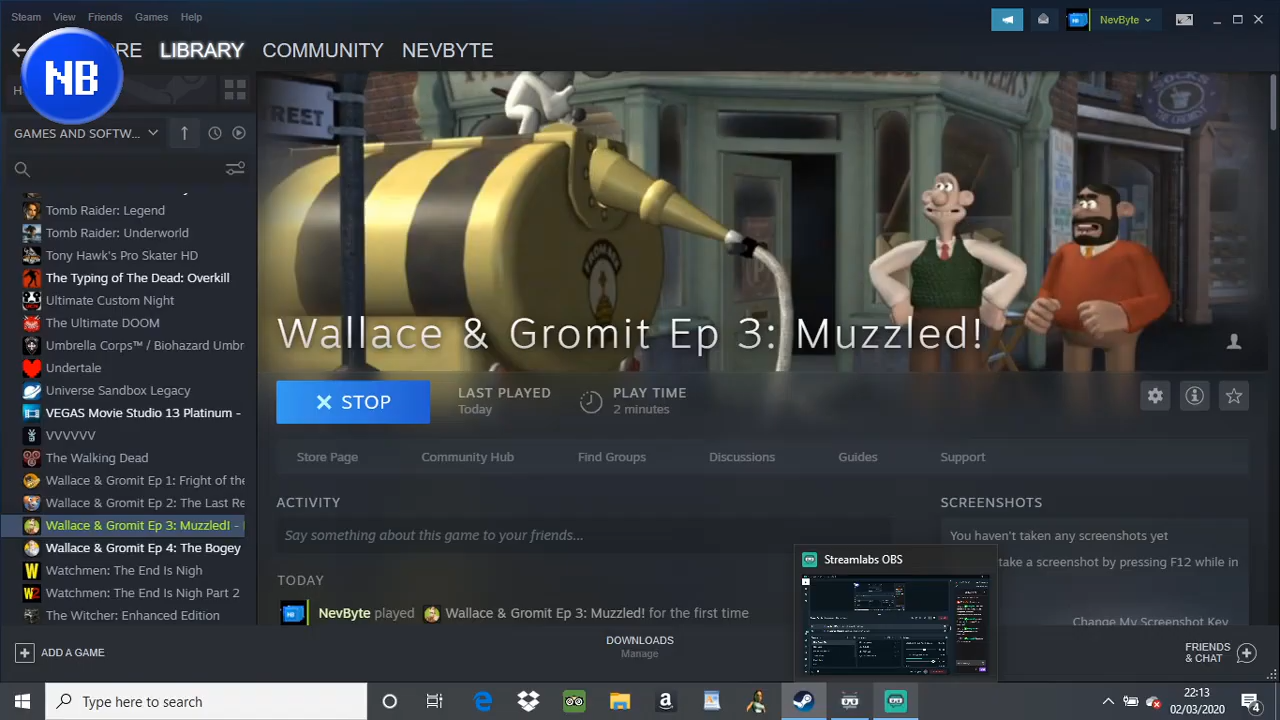 Steam View Friends Games Help
NevByte
NB
LIBRARY COMMUNITY NEVBYTE
GAMES AND SOFTW...
Tomb Raider: Legend
Tomb Raider: Underworld
Tony Hawk's Pro Skater HD
The Typing of The Dead: Overkill
Ultimate Custom Night
The Ultimate DOOM
Umbrella Corps™ / Biohazard Umbr
Undertale
Universe Sandbox Legacy
VEGAS Movie Studio 13 Platinum -
VVVVVV
The Walking Dead
Wallace & Gromit Ep 1: Fright of the
Wallace & Gromit Ep 2: The Last Re
Wallace & Gromit Ep 3: Muzzled! -
Wallace & Gromit Ep 4: The Bogey
Watchmen: The End Is Nigh
Watchmen: The End Is Nigh Part 2
The Witcher: Enhanced Edition
ADD A GAME
STREET
Wallace & Gromit Ep 3: Muzzled!
STOP
LAST PLAYED
Today
PLAY TIME
2 minutes
Store Page Community Hub Find Groups Discussions Guides Support
ACTIVITY
Say something about this game to your friends...
TODAY
NevByte played Wallace & Gromit Ep 3: Muzzled! for the first time
SCREENSHOTS
You haven't taken any screenshots yet
take a screenshot by pressing F12 while in
Change My Screenshot Key
Streamlabs OBS
DOWNLOADS
Manage
FRIENDS
& CHAT
Type here to search
22:13
02/03/2020
4